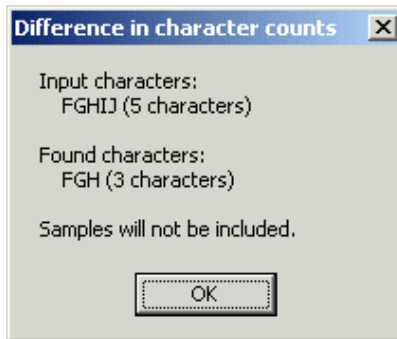 Difference in character counts
Input characters:
FGHIJ (5 characters)
Found characters:
FGH (3 characters)
Samples will not be included.
OK